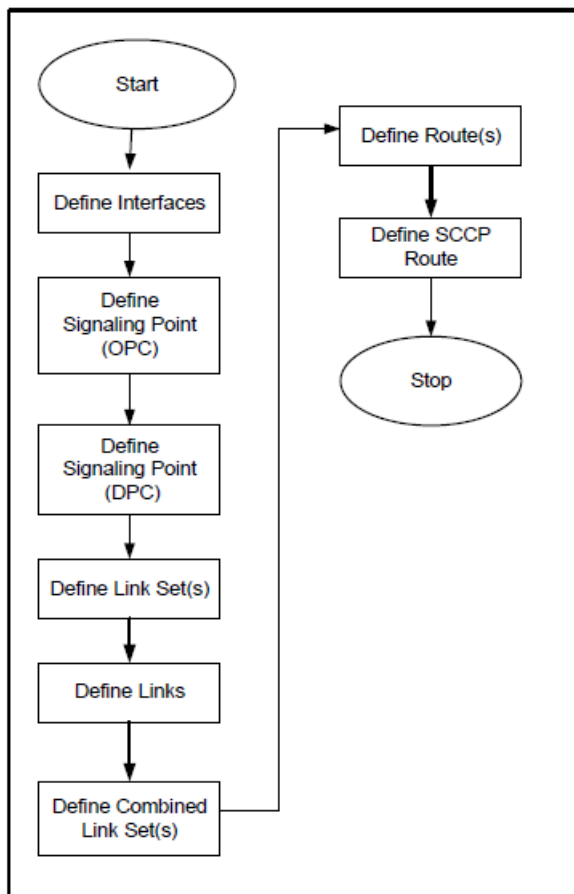 Start
Define Interfaces
Define
Signaling Point
(OPC)
Define
Signaling Point
(DPC)
Define Link Set(s)
Define Links
Define Combined
Link Set(s)
Define Route(s)
Define SCCP
Route
Stop